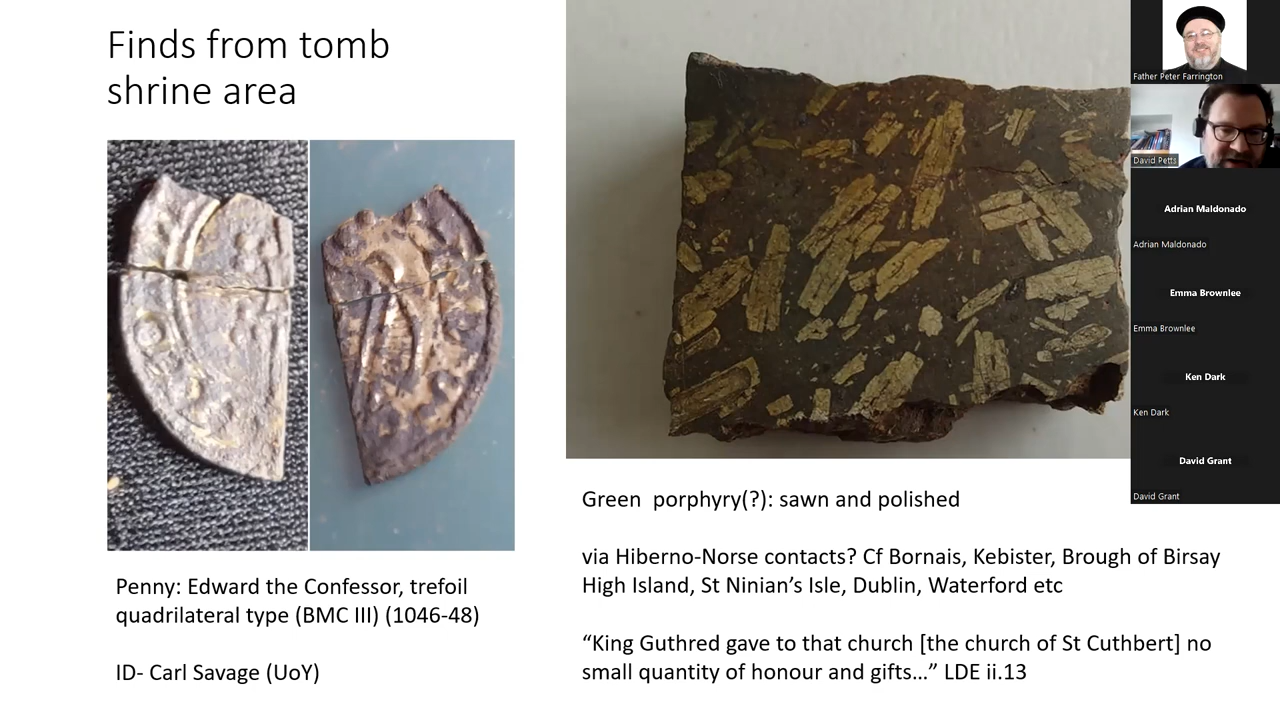 Finds from tomb
shrine area
Penny: Edward the Confessor, trefoil
quadrilateral type (BMC III) (1046-48)
ID- Carl Savage (UoY)
Green  porphyry(?): sawn and polished
via Hiberno-Norse contacts? Cf Bornais, Kebister, Brough of Birsay
High Island, St Ninian’s Isle, Dublin, Waterford etc
“King Guthred gave to that church [the church of St Cuthbert] no
small quantity of honour and gifts…” LDE ii.13
Father Peter Farrington
David Petts
Adrian Maldonado
Adrian Maldonado
Emma Brownlee
Emma Brownlee
Ken Dark
Ken Dark
David Grant
David Grant